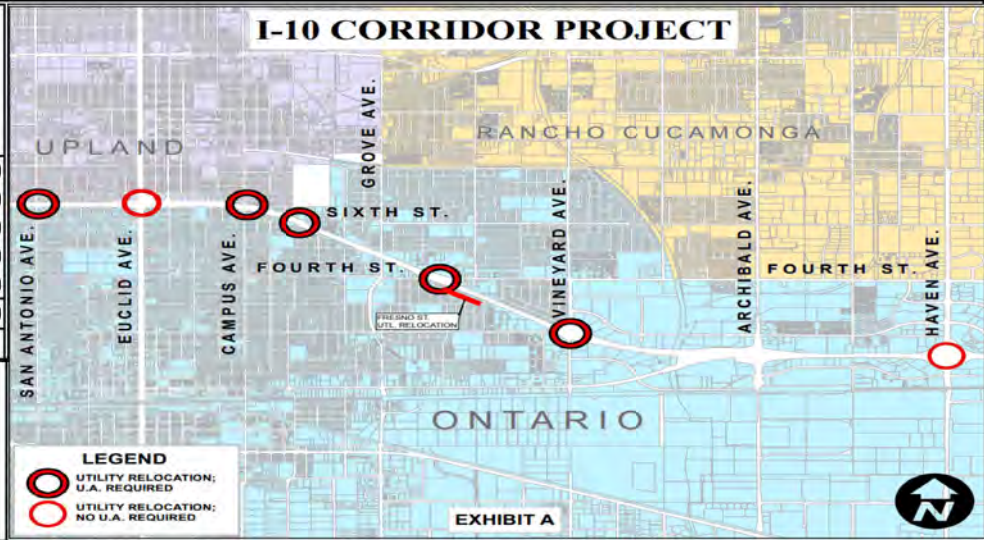 I-10 CORRIDOR PROJECT
GROVE AVE.
UPLAND
RANCHO CUCAMONGA
SIXTH ST.
FOURTH ST.
FOURTH ST.
SAN ANTONIO AVE.
EUCLID AVE.
CAMPUS AVE.
VINEYARD AVE.
ARCHIBALD AVE.
HAVEN AVE.
FRESNO ST.
UTL. RELOCATION
ONTARIO
LEGEND
UTILITY RELOCATION;
U.A. REQUIRED
UTILITY RELOCATION;
NO U.A. REQUIRED
EXHIBIT A
N